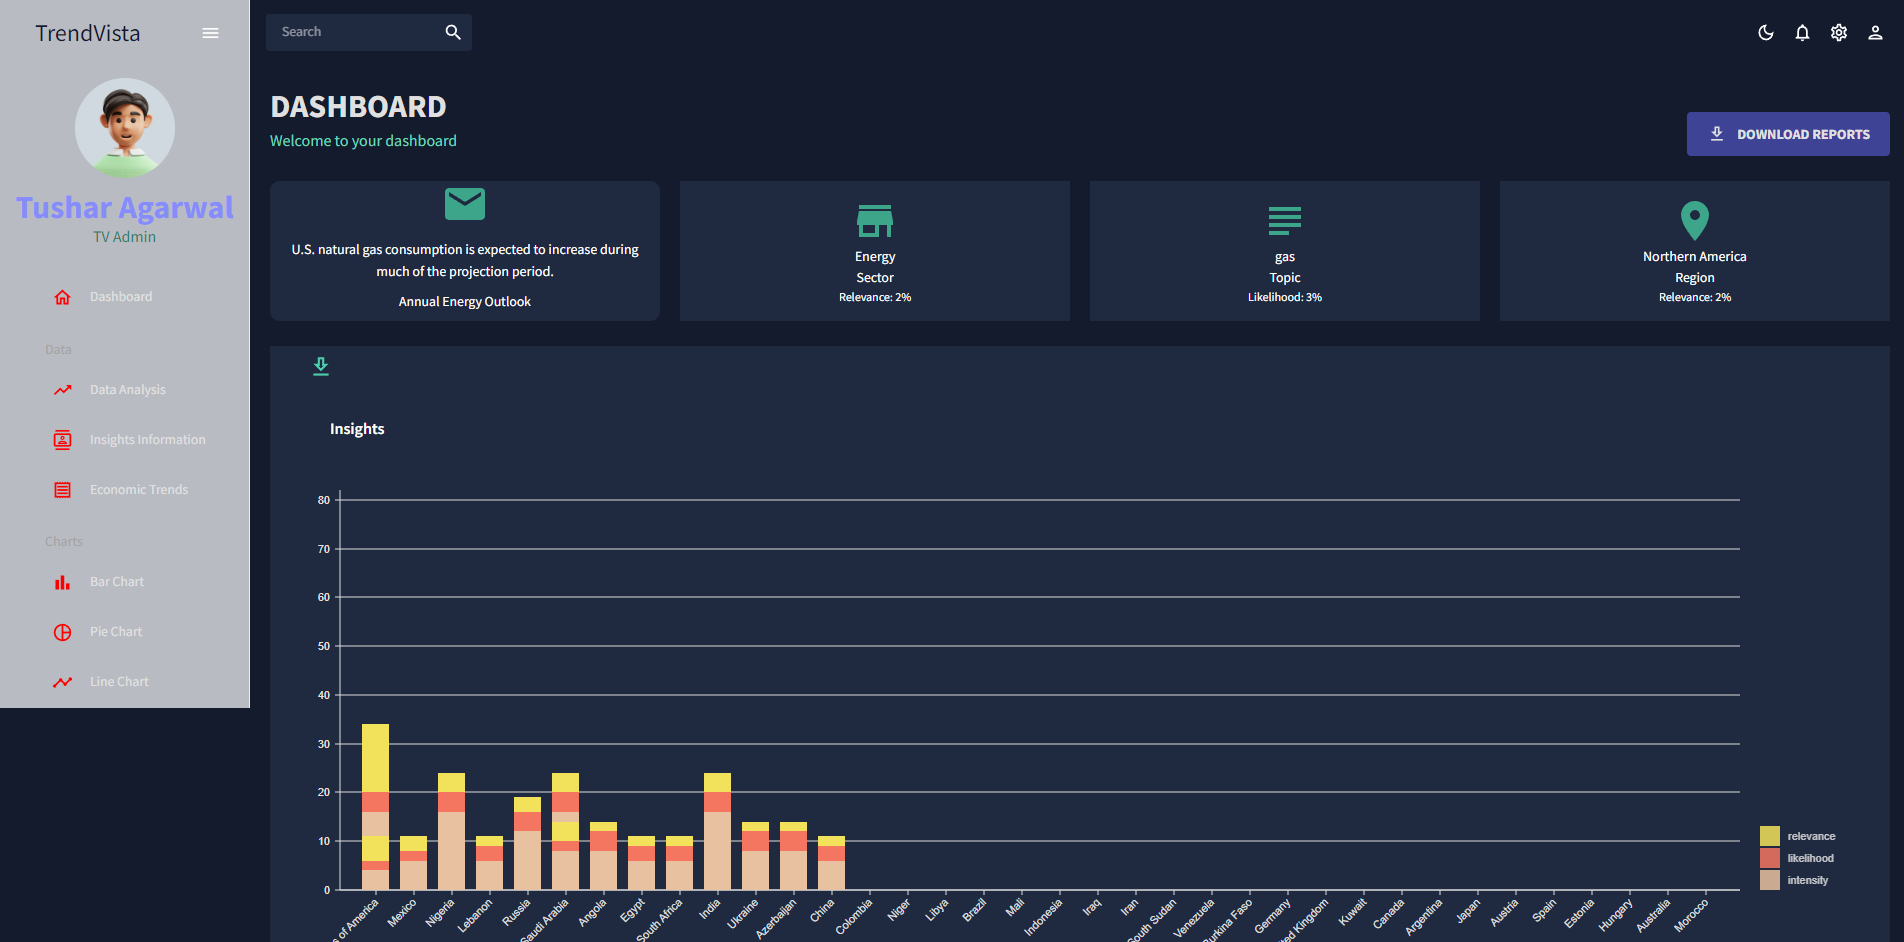 TrendVista
Search
Tushar Agarwal
TV Admin
Dashboard
Data
Data Analysis
Insights Information
Economic Trends
Charts
Bar Chart
Pie Chart
Line Chart
DASHBOARD
Welcome to your dashboard
DOWNLOAD REPORTS
U.S. natural gas consumption is expected to increase during
much of the projection period.
Annual Energy Outlook
Energy
Sector
Relevance: 2%
gas
Topic
Likelihood: 3%
Northern America
Region
Relevance: 2%
Insights
80
70
60
50
40
30
20
10
0
of America
Mexico
Nigeria
Lebanon
Russia
Saudi Arabia
Angola
Egypt
South Africa
India
Ukraine
Azerbaijan
China
Colombia
Niger
Libya
Brazil
Mali
Indonesia
Iraq
Iran
South Sudan
Venezuela
Burkina Faso
Germany
Kingdom
Kuwait
Canada
Argentina
Japan
Austria
Spain
Estonia
Hungary
Australia
Morocco
relevance
likelihood
intensity